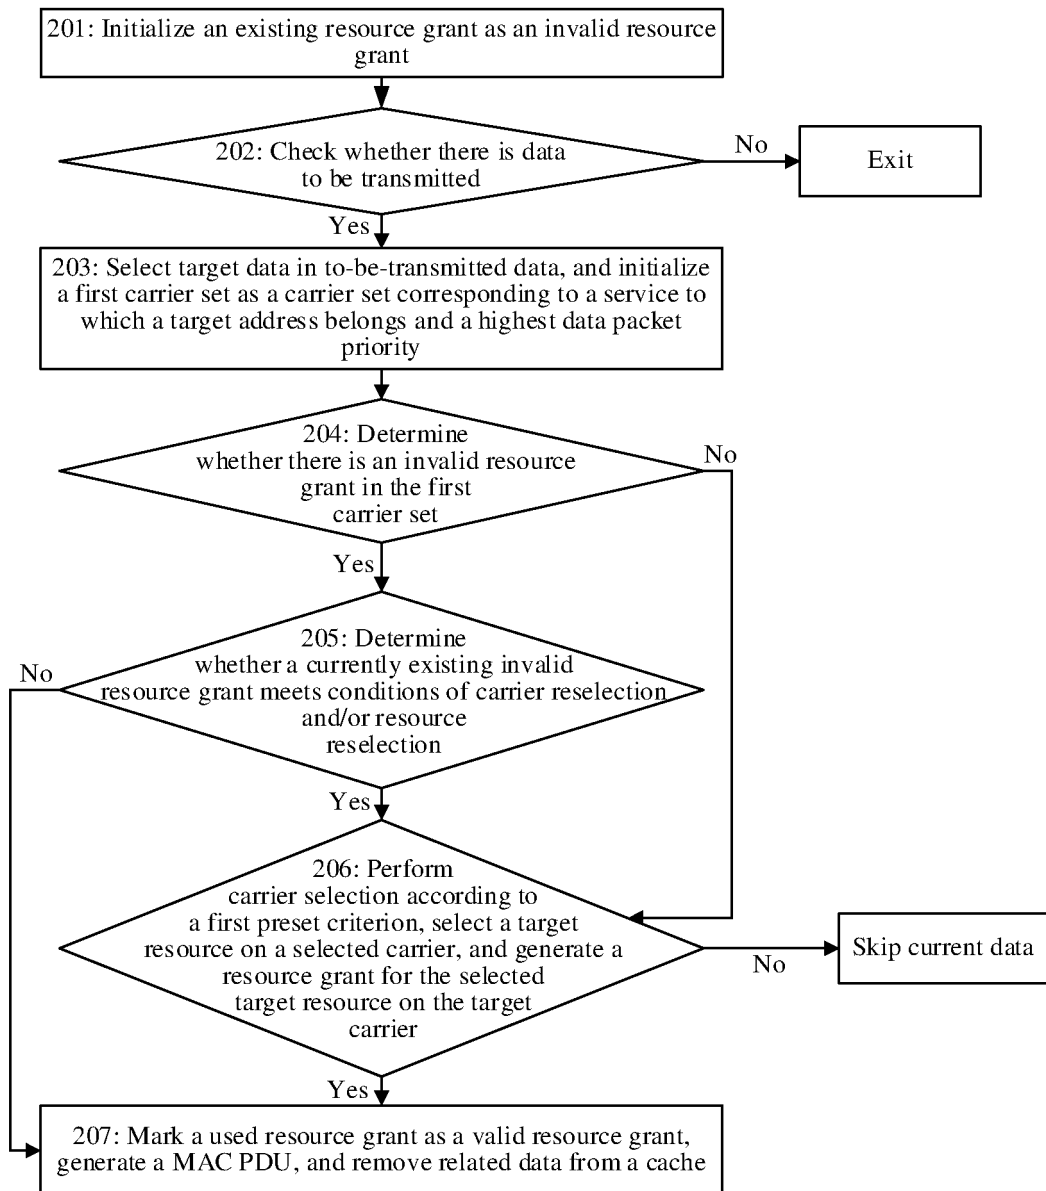 201: Initialize an existing resource grant as an invalid resource
grant
202: Check whether there is data
to be transmitted
No
Exit
Yes
203: Select target data in to-be-transmitted data, and initialize
a first carrier set as a carrier set corresponding to a service to
which a target address belongs and a highest data packet
priority
204: Determine
whether there is an invalid resource
grant in the first
carrier set
No
Yes
205: Determine
whether a currently existing invalid
resource grant meets conditions of carrier reselection
and/or resource
reselection
No
Yes
206: Perform
carrier selection according to
a first preset criterion, select a target
resource on a selected carrier, and generate a
resource grant for the selected
target resource on the target
carrier
No
Skip current data
Yes
207: Mark a used resource grant as a valid resource grant,
generate a MAC PDU, and remove related data from a cache